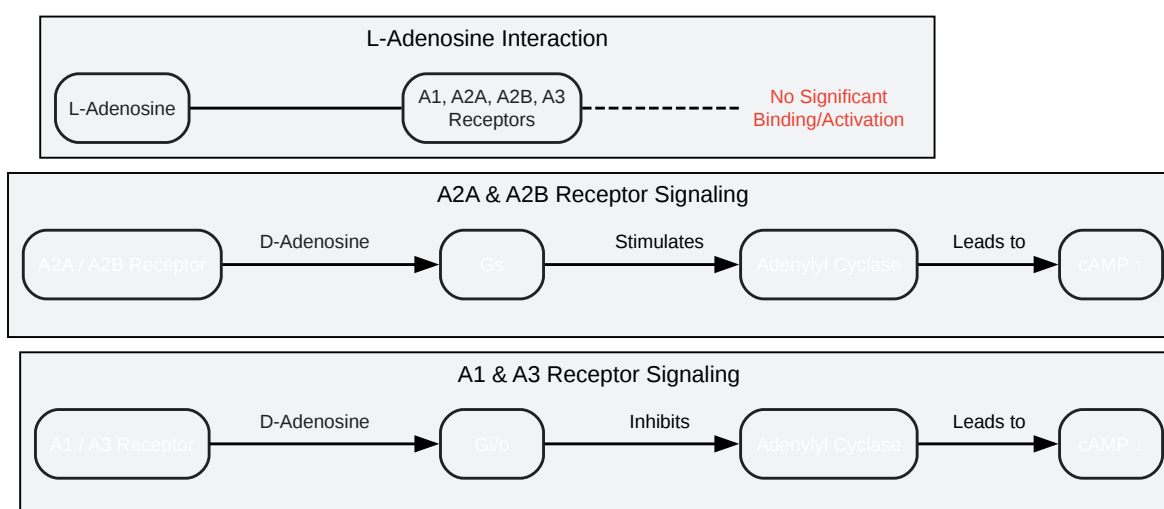 L-Adenosine Interaction
L-Adenosine
A1, A2A, A2B, A3
Receptors
No Significant
Binding/Activation
A2A & A2B Receptor Signaling
A2A / A2B Receptor
D-Adenosine
Gs
Stimulates
Adenylyl Cyclase
Leads to
cAMP ↑
A1 & A3 Receptor Signaling
A1 / A3 Receptor
D-Adenosine
Gi/o
Inhibits
Adenylyl Cyclase
Leads to
cAMP ↓